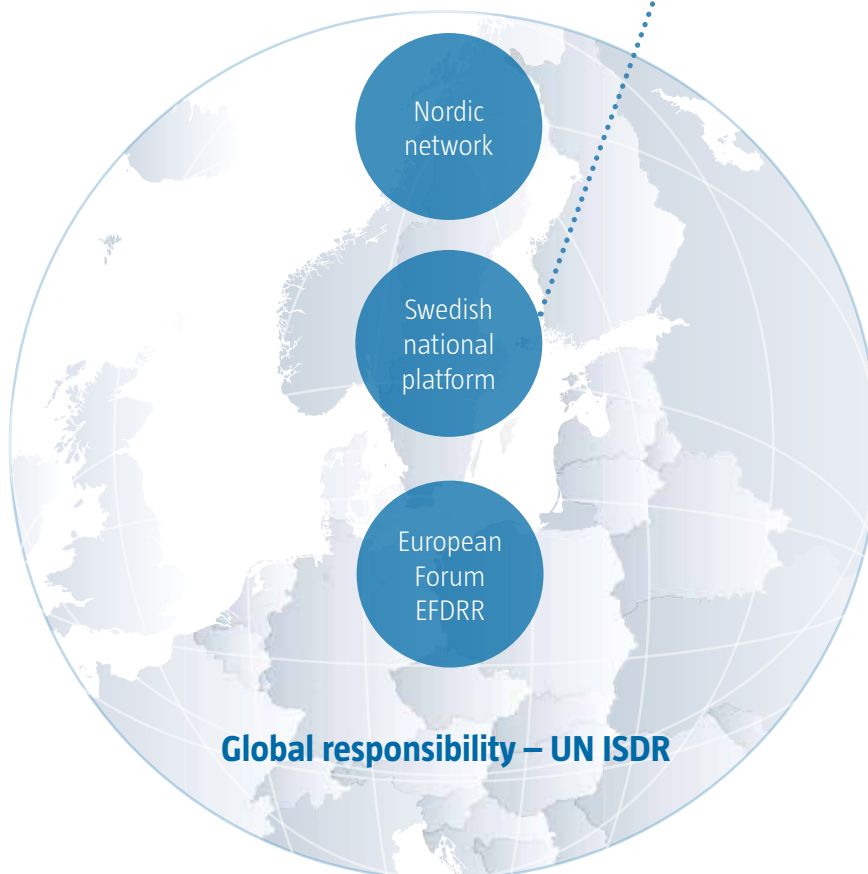 Nordic
network
Swedish
national
platform
European
Forum
EFDRR
Global responsibility – UN ISDR